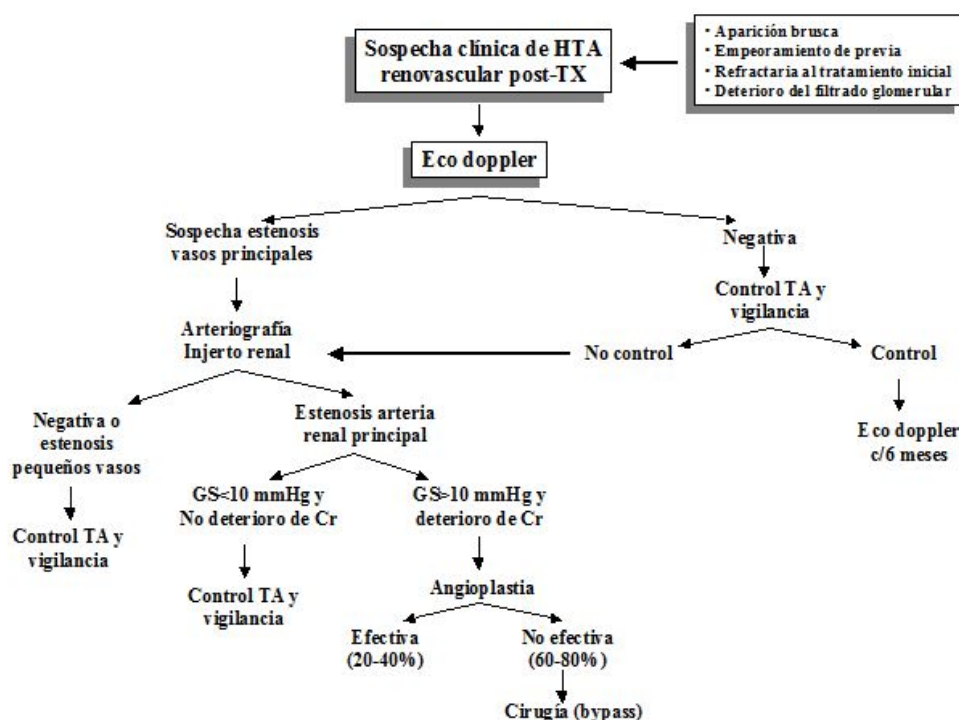 Sospecha clínica de HTA
renovascular post-TX
· Aparición brusca
· Empeoramiento de previa
· Refractaria al tratamiento inicial
· Deterioro del filtrado glomerular
Eco doppler
Sospecha estenosis
vasos principales
Negativa
Control TA y
vigilancia
Arteriografía
Injerto renal
No control
Control
Negativa o
estenosis
pequeños vasos
Estenosis arteria
renal principal
Eco doppler
c/6 meses
GS<10 mmHg y
No deterioro de Cr
GS>10 mmHg y
deterioro de Cr
Control TA y
vigilancia
Control TA y
vigilancia
Angioplastia
Efectiva
(20-40%)
No efectiva
(60-80%)
Cirugía (bypass)